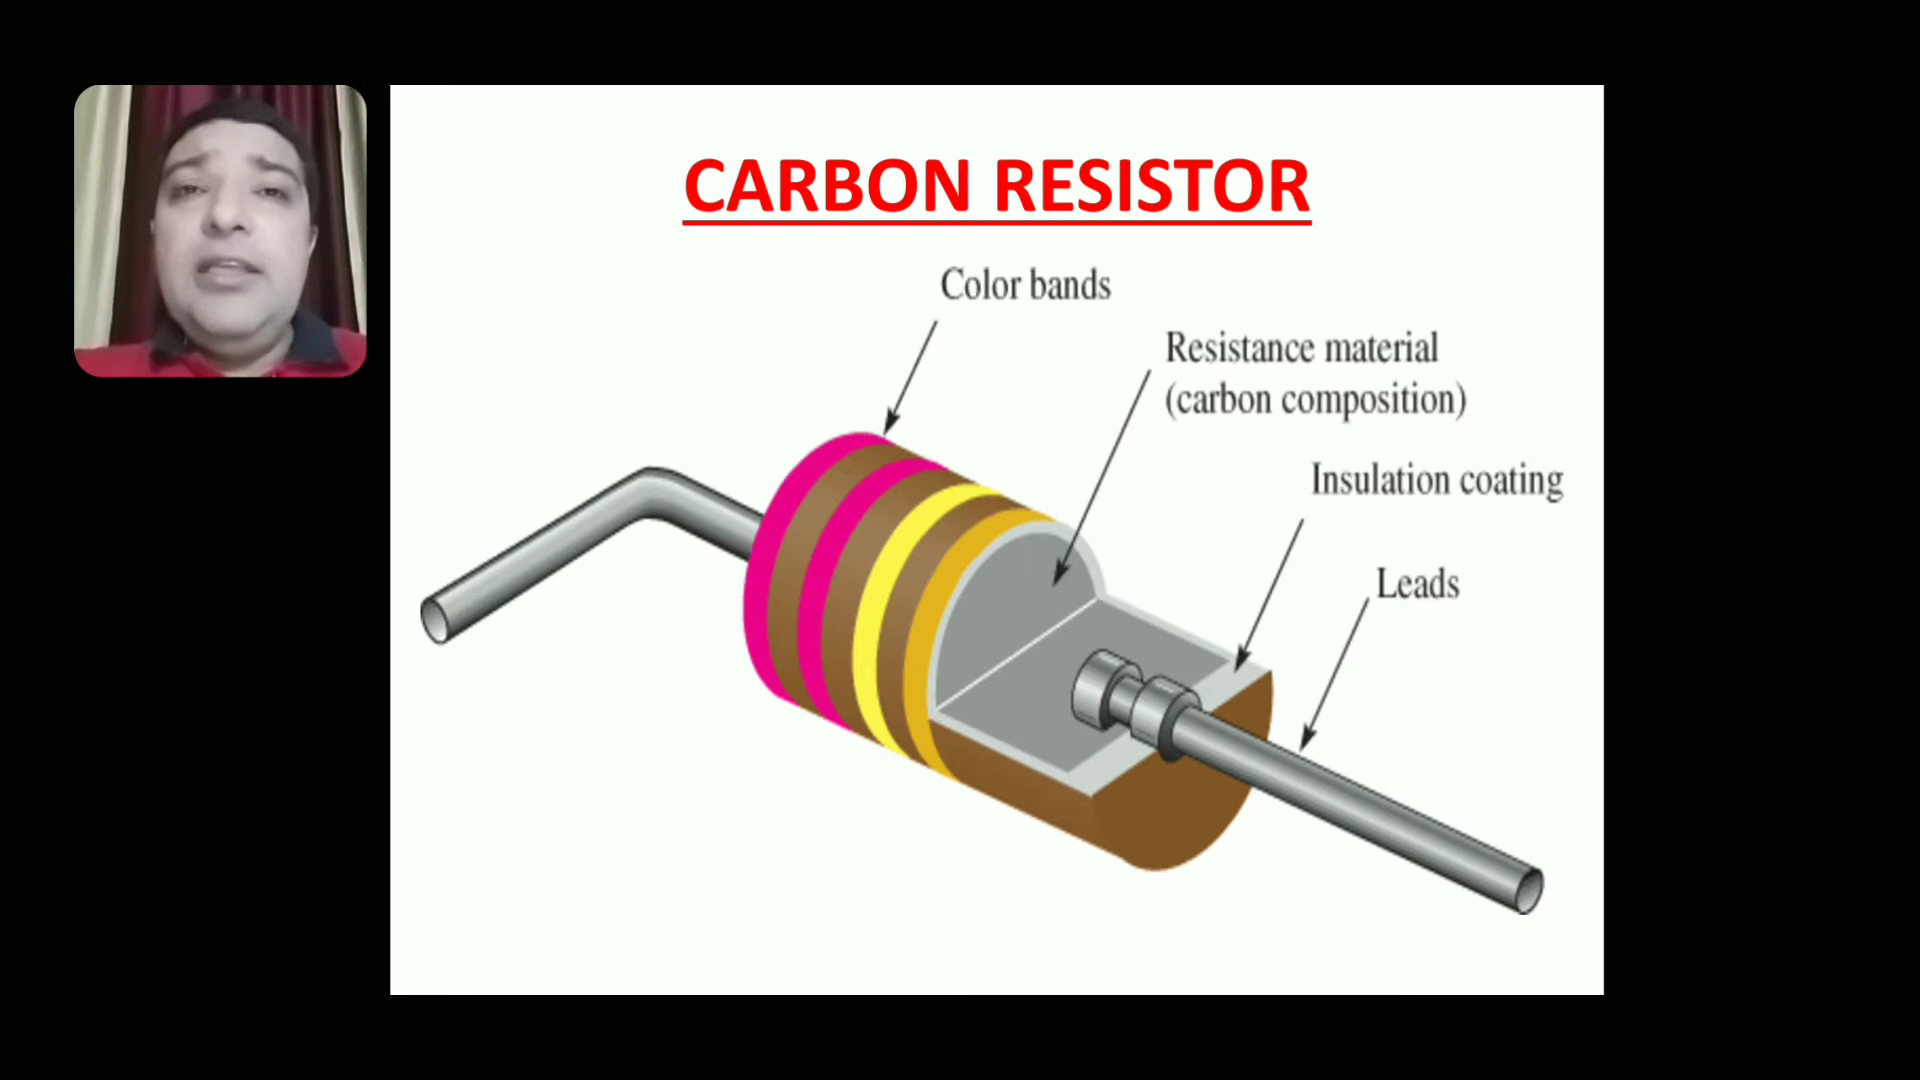 CARBON RESISTOR
Color bands
Resistance material
(carbon composition)
Insulation coating
Leads